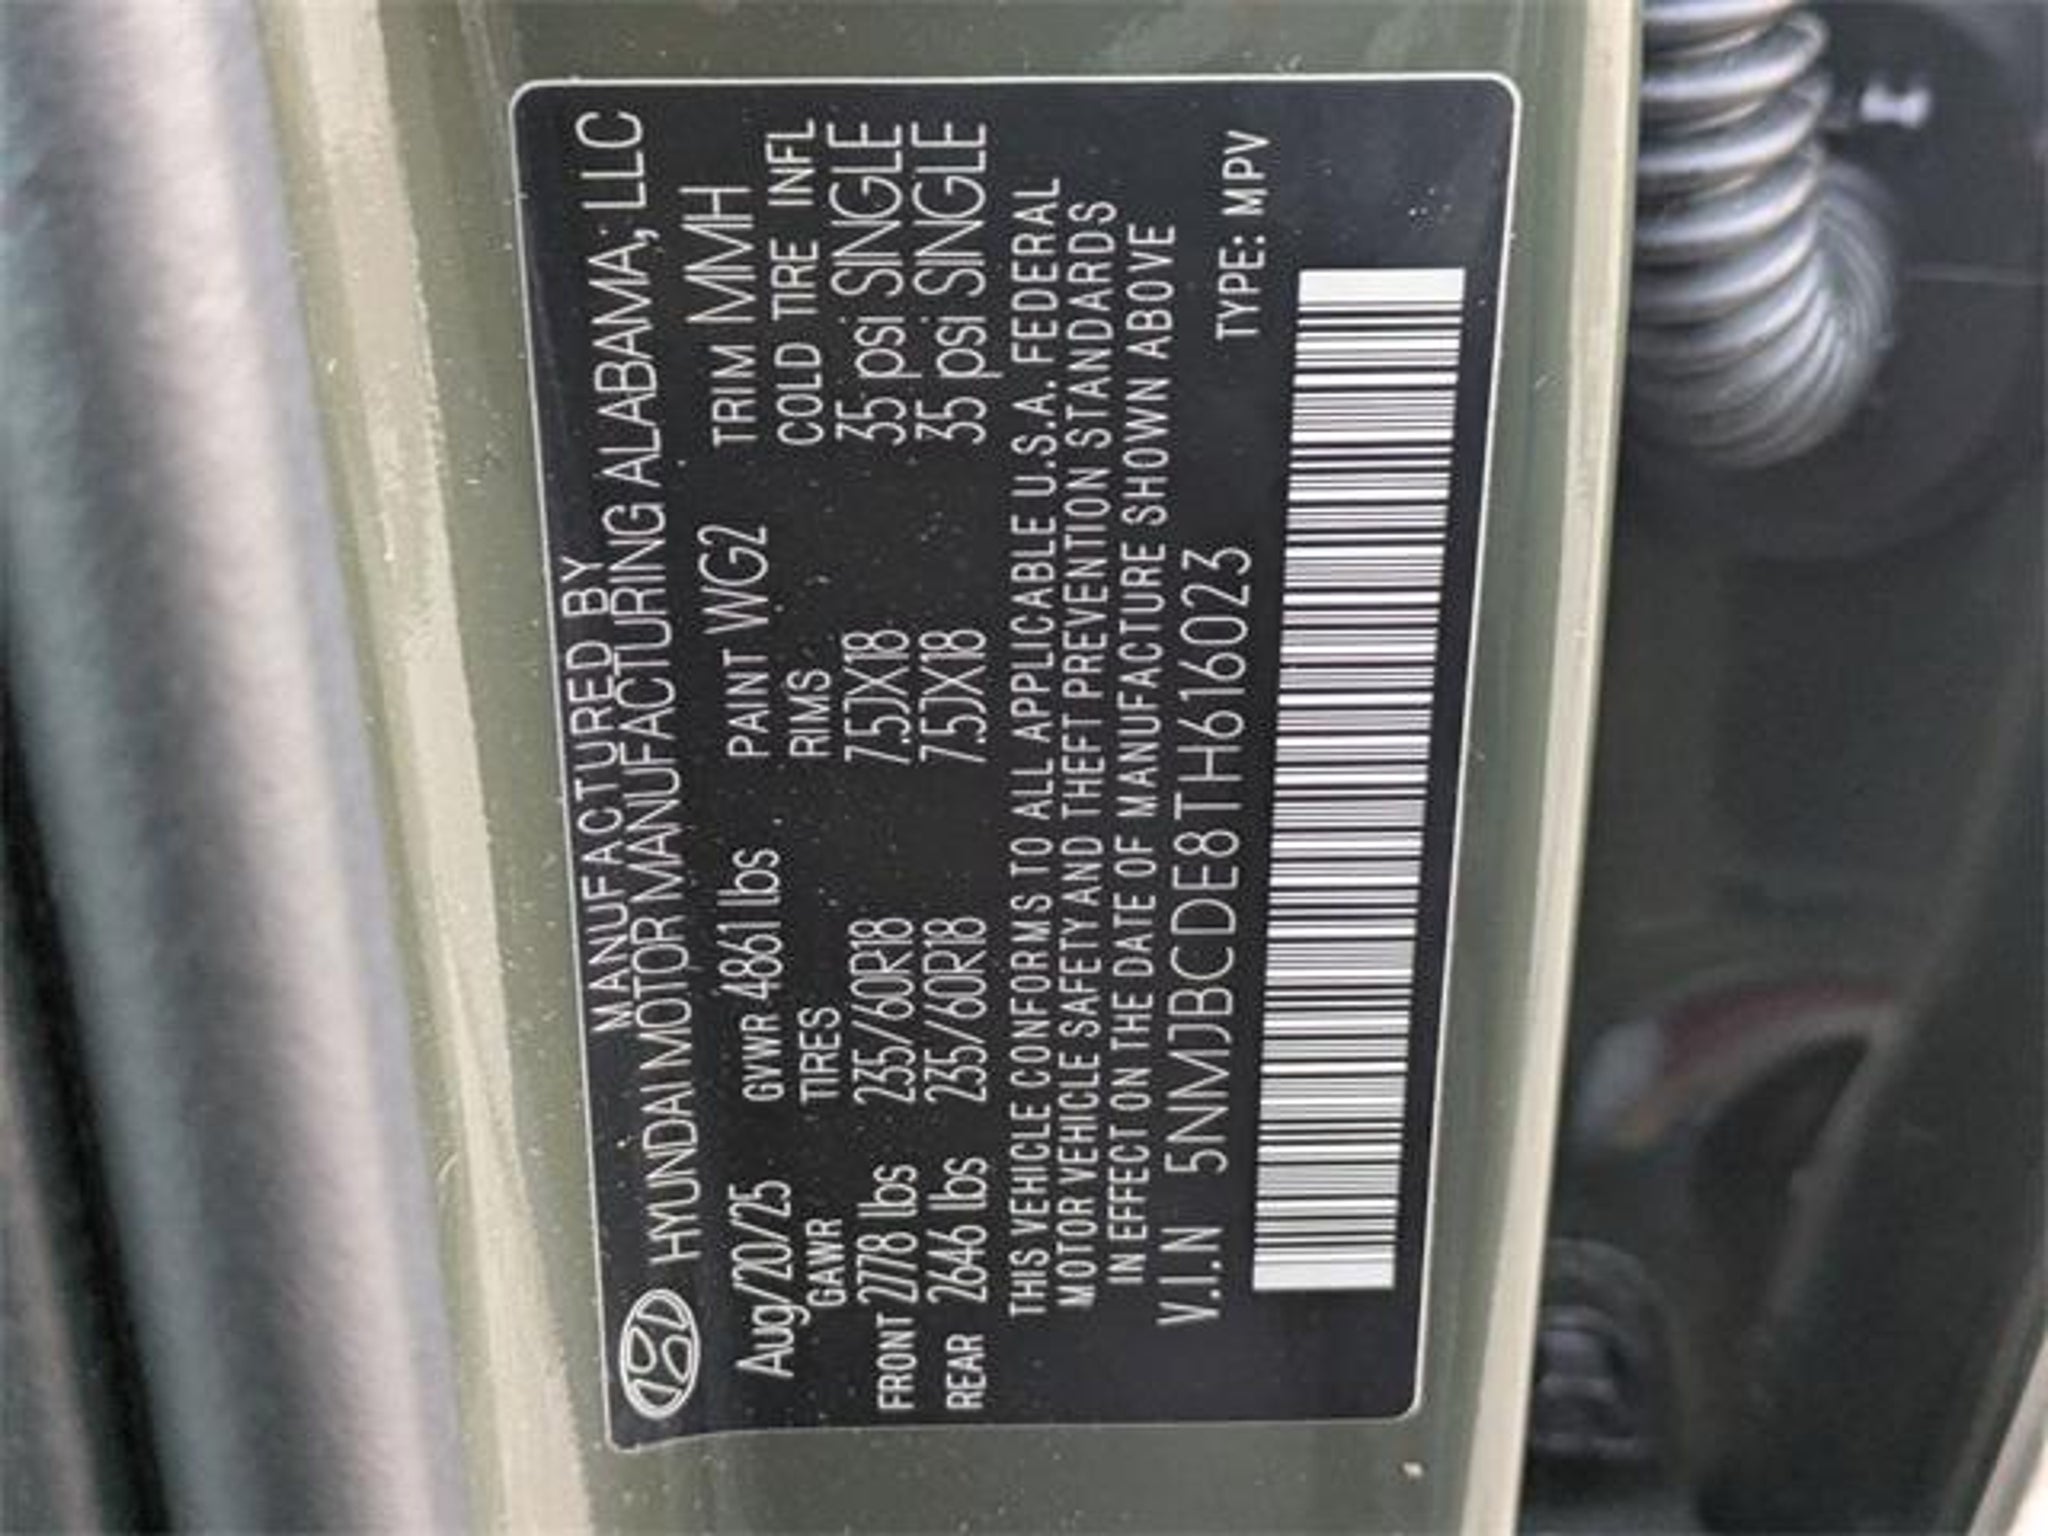 MANUFACTURED BY
HYUNDAI MOTOR MANUFACTURING ALABAMA, LLC
Aug/20/25 GVWR 4861 lbs PAINT WG2 TRIM MMH
GAWR TIRES RIMS COLD TIRE INFL
FRONT 2778 lbs 235/60R18 7.5JX18 35 psi SINGLE
REAR 2646 lbs 235/60R18 7.5JX18 35 psi SINGLE
THIS VEHICLE CONFORMS TO ALL APPLICABLE U.S.A. FEDERAL
MOTOR VEHICLE SAFETY AND THEFT PREVENTION STANDARDS
IN EFFECT ON THE DATE OF MANUFACTURE SHOWN ABOVE
V.I.N 5NMJBCDE8TH616023 TYPE: MPV